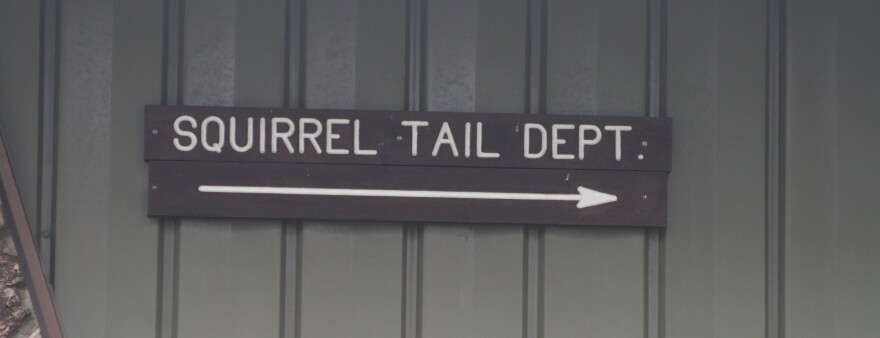 SQUIRREL TAIL DEPT.